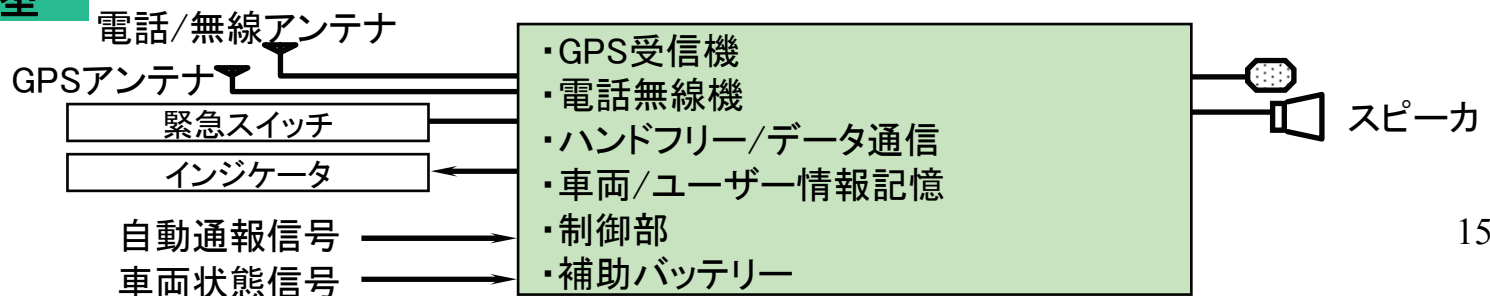 型
電話/無線アンテナ
GPSアンテナ
緊急スイッチ
インジケータ
自動通報信号
車両状態信号
・GPS受信機
・電話無線機
・ハンドフリー/データ通信
・車両/ユーザー情報記憶
・制御部
・補助バッテリー
スピーカ
15